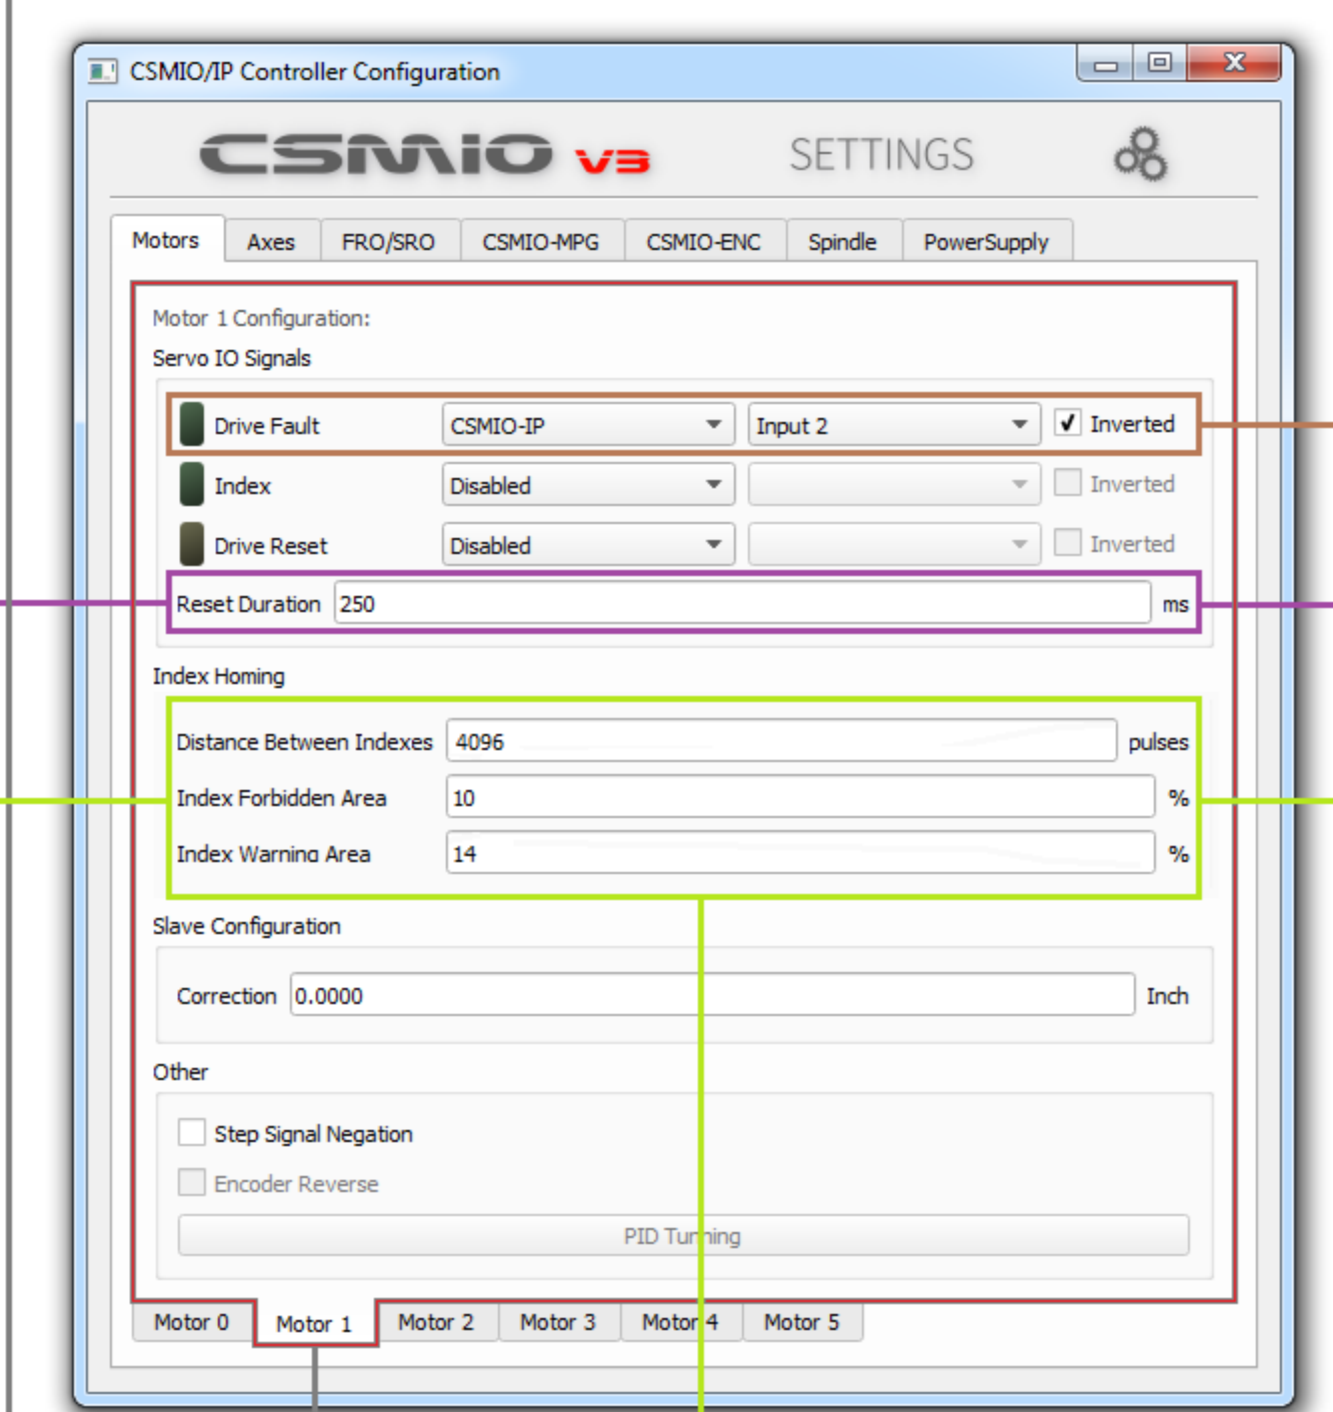 CSMIO/IP Controller Configuration
CSMIO V3 SETTINGS
Motors Axes FRO/SRO CSMIO-MPG CSMIO-ENC Spindle PowerSupply
Motor 1 Configuration:
Servo IO Signals
Drive Fault CSMIO-IP Input 2 Inverted
Index Disabled Inverted
Drive Reset Disabled Inverted
Reset Duration 250 ms
Index Homing
Distance Between Indexes 4096 pulses
Index Forbidden Area 10 %
Index Warning Area 14 %
Slave Configuration
Correction 0.0000 Inch
Other
Step Signal Negation
Encoder Reverse
PID Tunning
Motor 0 Motor 1 Motor 2 Motor 3 Motor 4 Motor 5